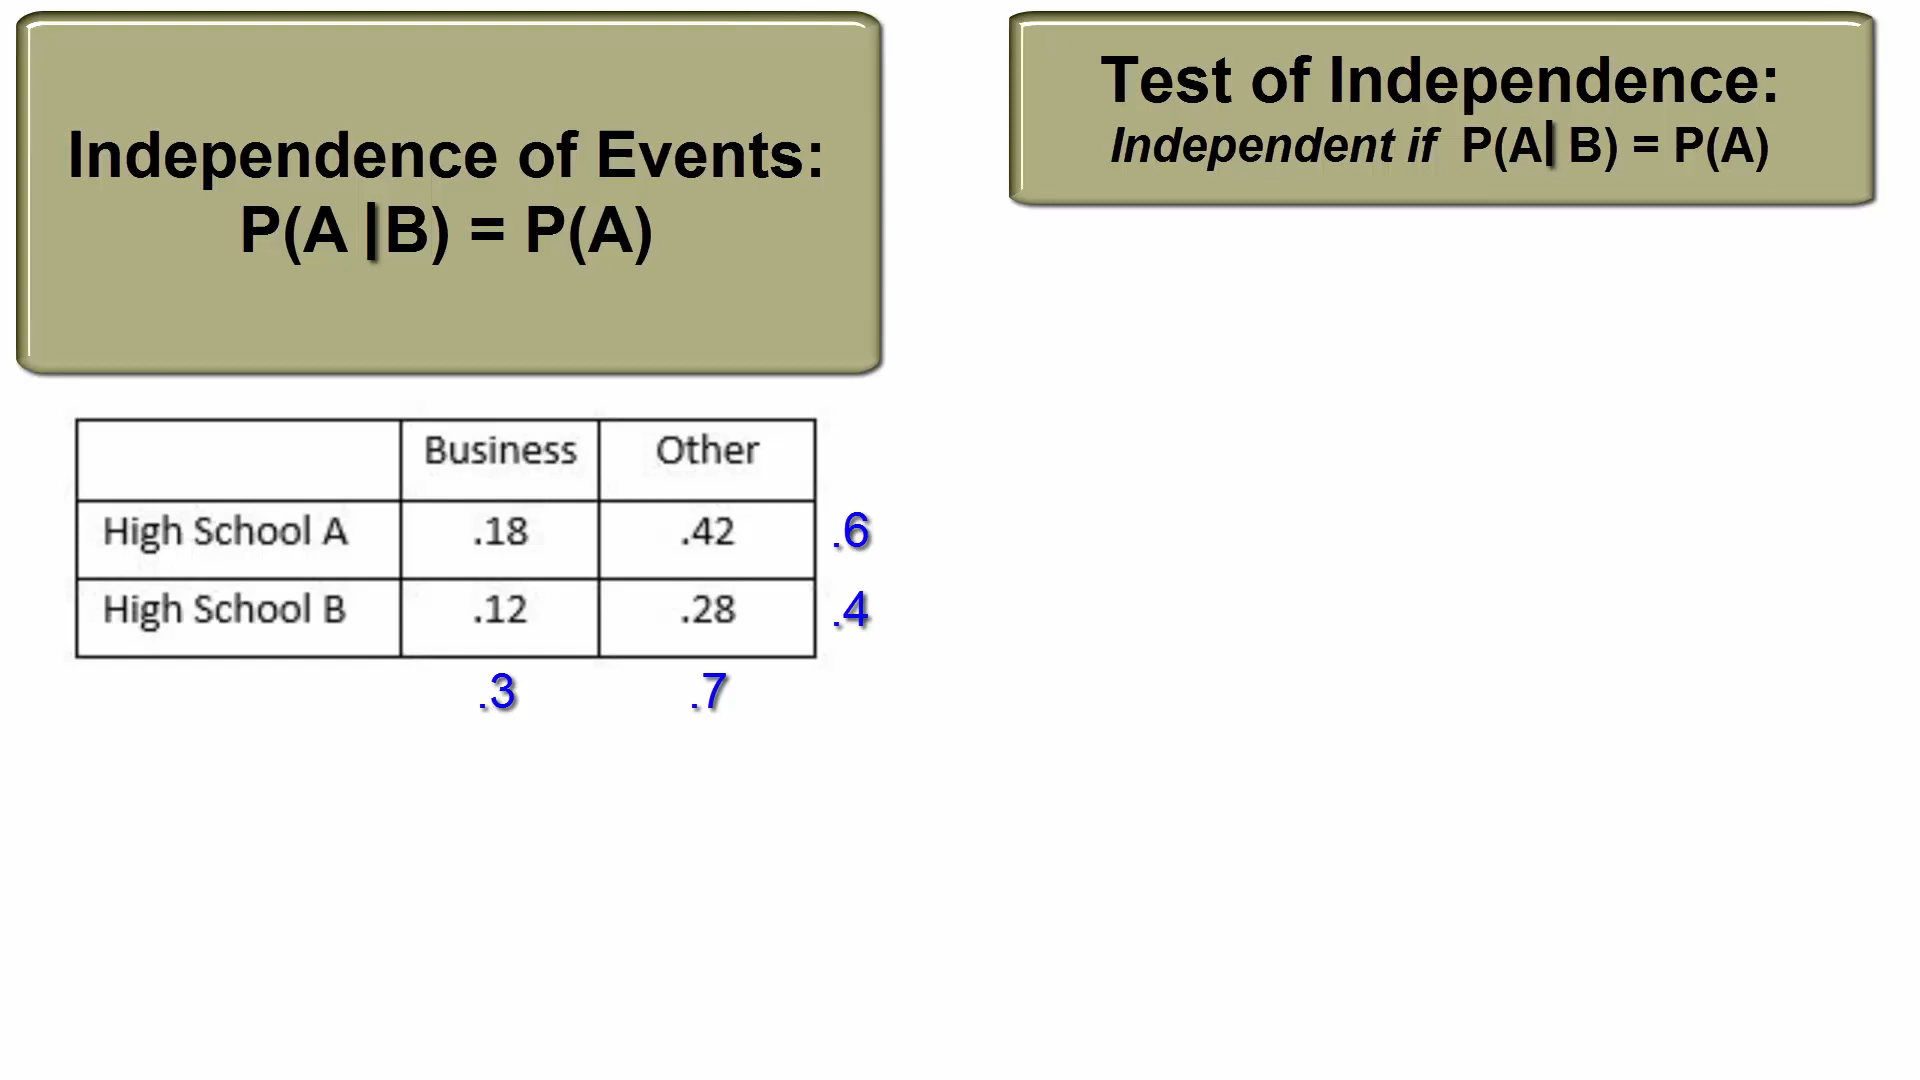 Independence of Events:
P(A |B) = P(A)
Test of Independence:
Independent if P(A| B) = P(A)
Business Other
High School A .18 .42 .6
High School B .12 .28 .4
.3 .7